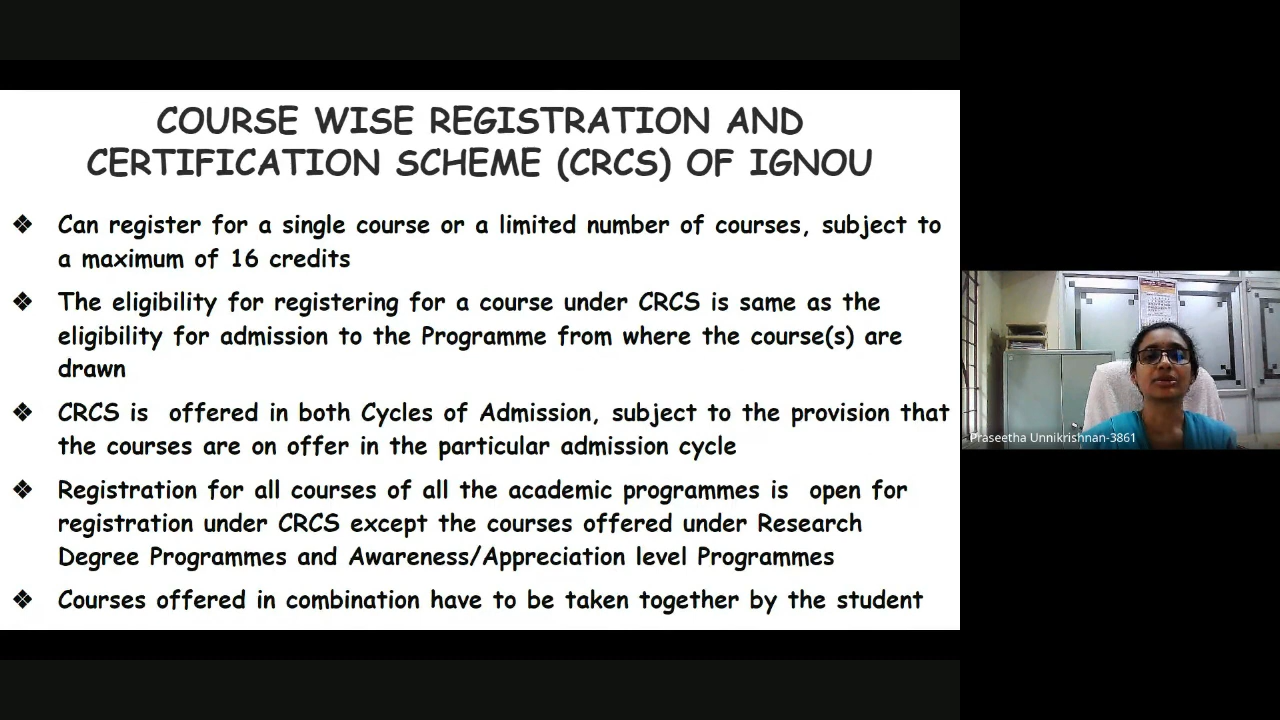 COURSE WISE REGISTRATION AND
CERTIFICATION SCHEME (CRCS) OF IGNOU
❖ Can register for a single course or a limited number of courses, subject to
a maximum of 16 credits
❖ The eligibility for registering for a course under CRCS is same as the
eligibility for admission to the Programme from where the course(s) are
drawn
❖ CRCS is offered in both Cycles of Admission, subject to the provision that
the courses are on offer in the particular admission cycle
❖ Registration for all courses of all the academic programmes is open for
registration under CRCS except the courses offered under Research
Degree Programmes and Awareness/Appreciation level Programmes
❖ Courses offered in combination have to be taken together by the student
Praseetha Unnikrishnan-3861